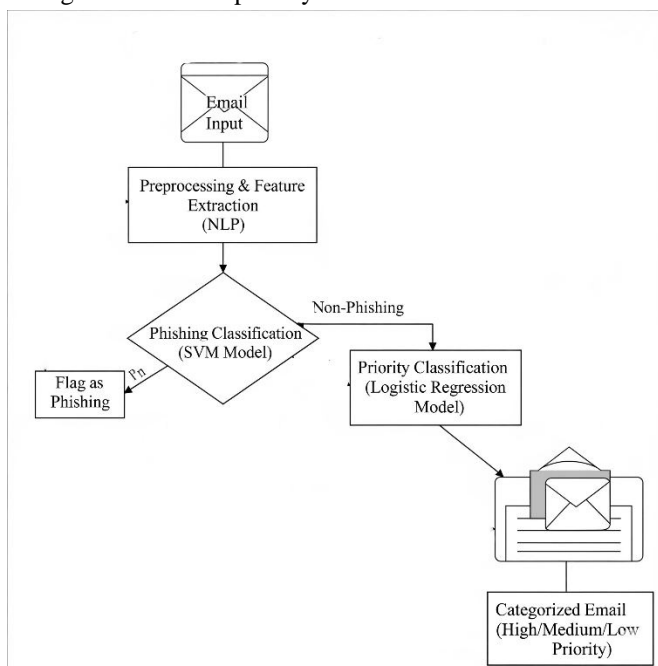 Email
Input
Preprocessing & Feature
Extraction
(NLP)
Non-Phishing
Phishing Classification
(SVM Model)
Pn
Flag as
Phishing
Priority Classification
(Logistic Regression
Model)
Categorized Email
(High/Medium/Low
Priority)